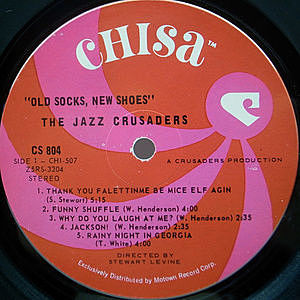 CHISA™
"OLD SOCKS, NEW SHOES"
THE JAZZ CRUSADERS
CS 804
SIDE 1 - CHI-507
ZSRS-3204
STEREO
A CRUSADERS PRODUCTION
1. THANK YOU FALETTINME BE NICE ELF AGIN
(S. Stewart) 5:15
2. FUNNY SHUFFLE (W. Henderson) 4:00
3. WHY DO YOU LAUGH AT ME? (W. Henderson) 2:35
4. JACKSON! (W. Henderson) 2:35
5. RAINY NIGHT IN GEORGIA
(T. White) 4:00
DIRECTED BY
STEWART LEVINE
Exclusively Distributed by Motown Record Corp.